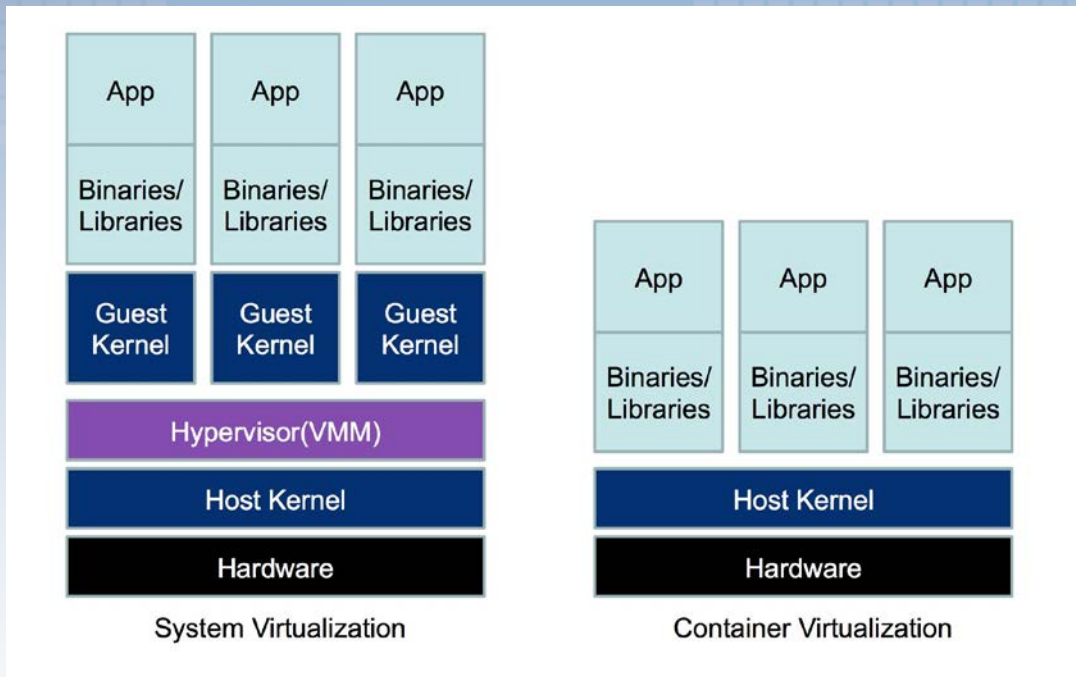 App
App
App
Binaries/
Libraries
Binaries/
Libraries
Binaries/
Libraries
Guest
Kernel
Guest
Kernel
Guest
Kernel
Hypervisor(VMM)
Host Kernel
Hardware
System Virtualization
App
App
App
Binaries/
Libraries
Binaries/
Libraries
Binaries/
Libraries
Host Kernel
Hardware
Container Virtualization